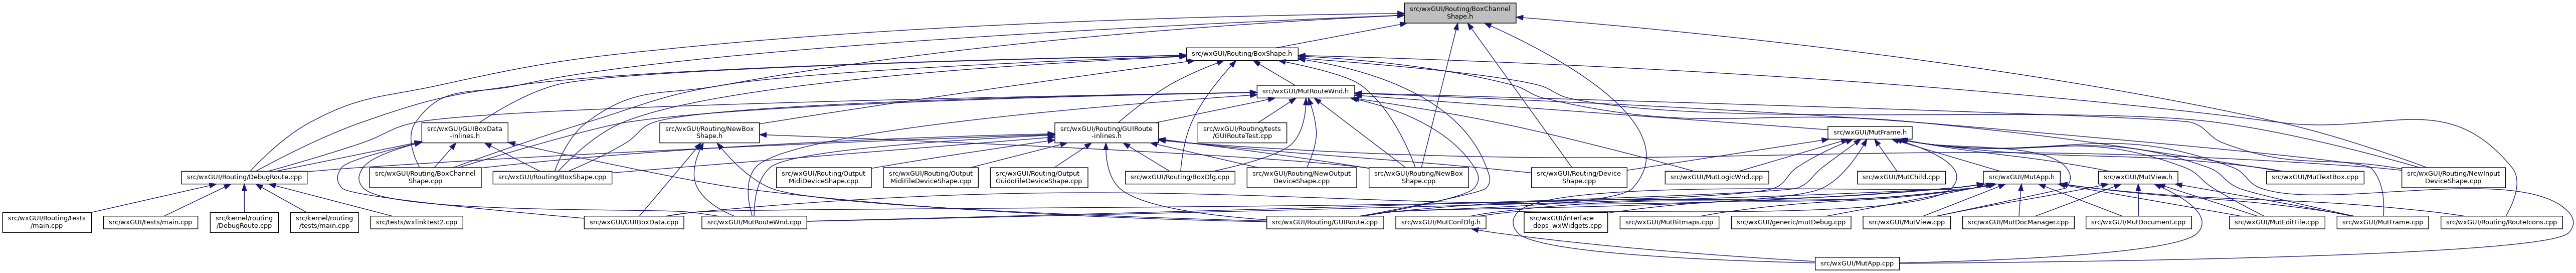 src/wxGUI/Routing/BoxChannel
Shape.h
src/wxGUI/Routing/BoxShape.h
src/wxGUI/MutRouteWnd.h
src/wxGUI/GUIBoxData
-inlines.h
src/wxGUI/Routing/NewBox
Shape.h
src/wxGUI/Routing/GUIRoute
-inlines.h
src/wxGUI/Routing/tests
/GUIRouteTest.cpp
src/wxGUI/MutFrame.h
src/wxGUI/Routing/DebugRoute.cpp
src/wxGUI/Routing/BoxChannel
Shape.cpp
src/wxGUI/Routing/BoxShape.cpp
src/wxGUI/Routing/Output
MidiDeviceShape.cpp
src/wxGUI/Routing/Output
MidiFileDeviceShape.cpp
src/wxGUI/Routing/Output
GuidoFileDeviceShape.cpp
src/wxGUI/Routing/BoxDlg.cpp
src/wxGUI/Routing/NewOutput
DeviceShape.cpp
src/wxGUI/Routing/NewBox
Shape.cpp
src/wxGUI/Routing/Device
Shape.cpp
src/wxGUI/MutLogicWnd.cpp
src/wxGUI/MutChild.cpp
src/wxGUI/MutApp.h
src/wxGUI/MutView.h
src/wxGUI/MutTextBox.cpp
src/wxGUI/Routing/NewInput
DeviceShape.cpp
src/wxGUI/Routing/tests
/main.cpp
src/wxGUI/tests/main.cpp
src/kernel/routing
/DebugRoute.cpp
src/kernel/routing
/tests/main.cpp
src/tests/wxlinktest2.cpp
src/wxGUI/GUIBoxData.cpp
src/wxGUI/MutRouteWnd.cpp
src/wxGUI/Routing/GUIRoute.cpp
src/wxGUI/MutConfDlg.h
src/wxGUI/interface
_deps_wxWidgets.cpp
src/wxGUI/MutBitmaps.cpp
src/wxGUI/generic/mutDebug.cpp
src/wxGUI/MutView.cpp
src/wxGUI/MutDocManager.cpp
src/wxGUI/MutDocument.cpp
src/wxGUI/MutEditFile.cpp
src/wxGUI/MutFrame.cpp
src/wxGUI/Routing/RouteIcons.cpp
src/wxGUI/MutApp.cpp